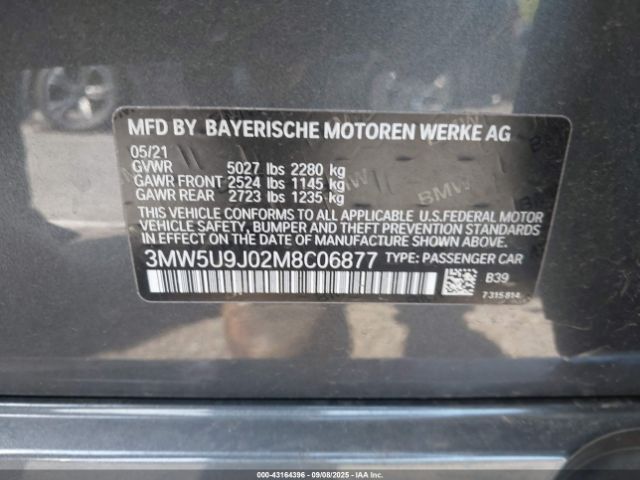 MFD BY BAYERISCHE MOTOREN WERKE AG
05/21
GVWR 5027 lbs 2280 kg
GAWR FRONT 2524 lbs 1145 kg
GAWR REAR 2723 lbs 1235 kg
THIS VEHICLE CONFORMS TO ALL APPLICABLE U.S.FEDERAL MOTOR
VEHICLE SAFETY, BUMPER AND THEFT PREVENTION STANDARDS
IN EFFECT ON THE DATE OF MANUFACTURE SHOWN ABOVE.
3MW5U9J02M8C06877 TYPE: PASSENGER CAR
B39
7315814
000-43164396 - 09/08/2025 - IAA Inc.